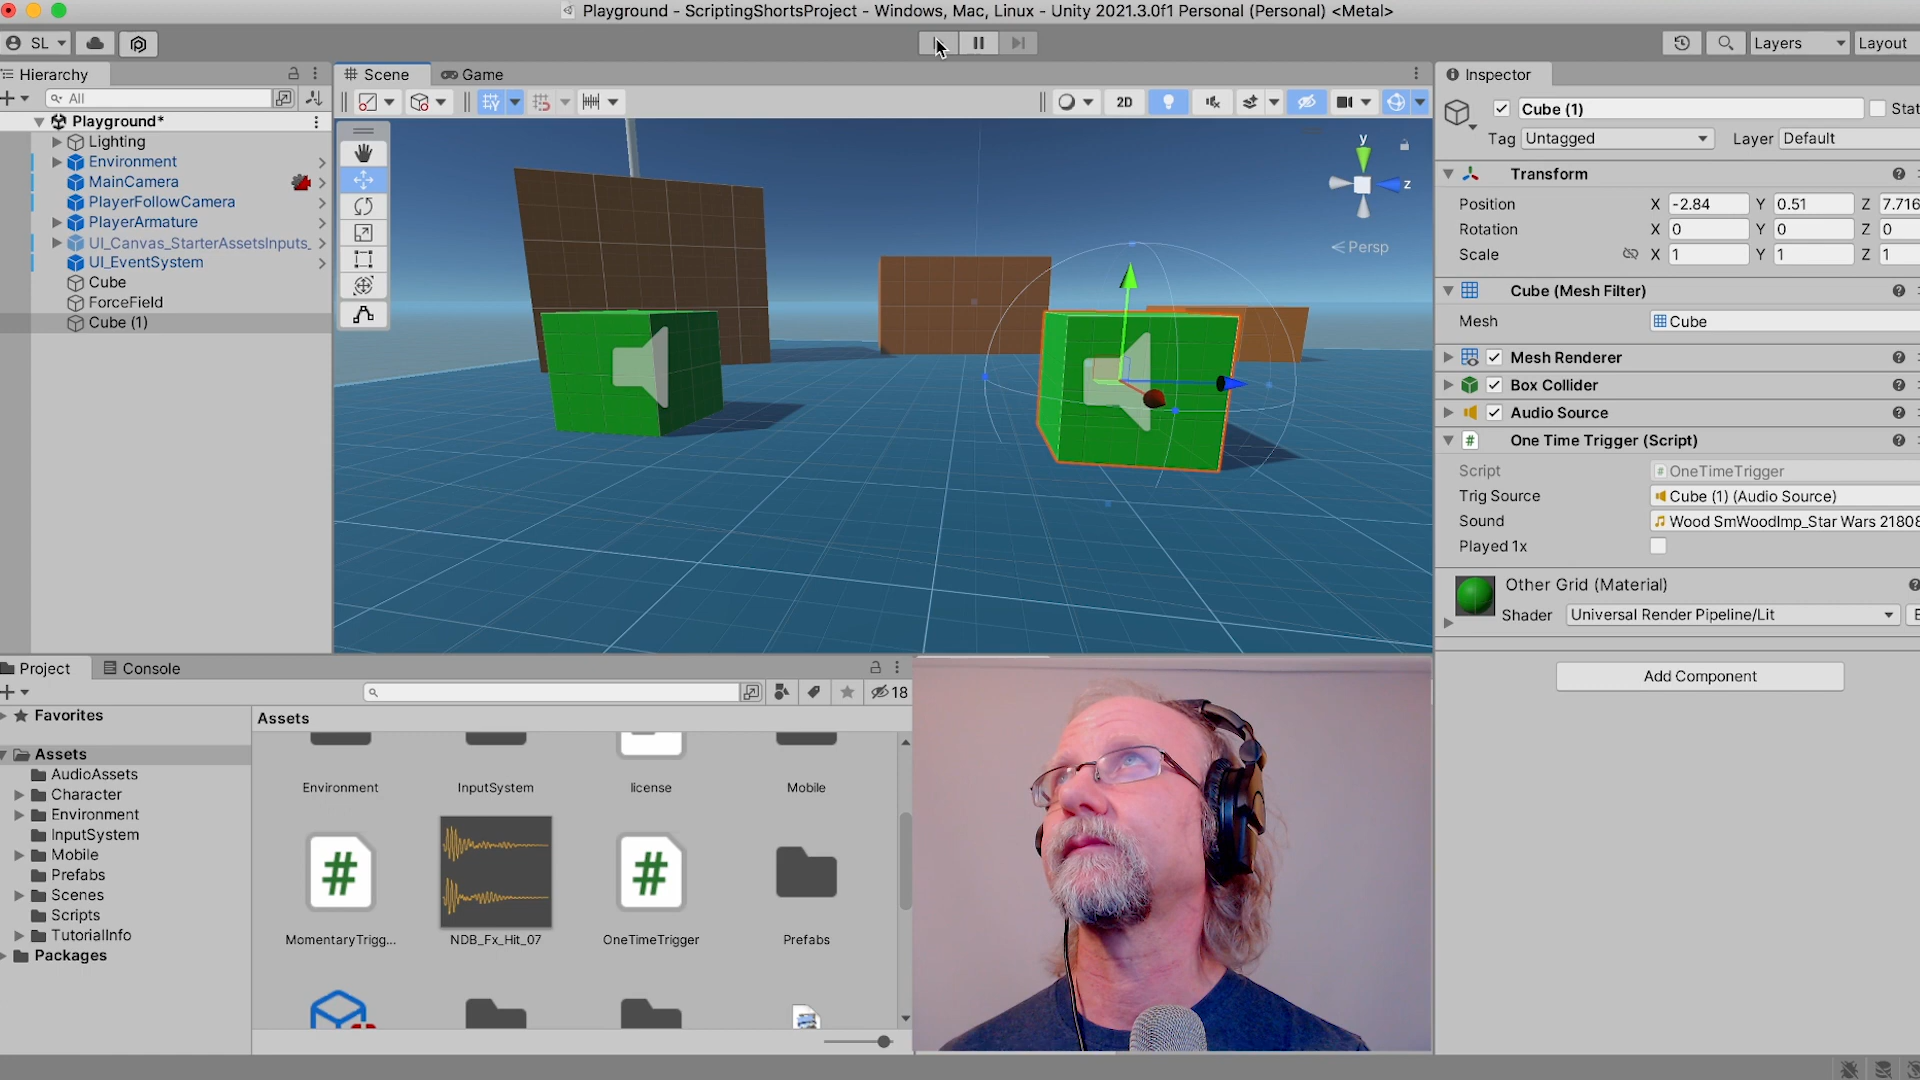 Playground - ScriptingShortsProject - Windows, Mac, Linux - Unity 2021.3.0f1 Personal (Personal) <Metal>
SL
Layers
Layout
Hierarchy
All
Playground*
Lighting
Environment
MainCamera
PlayerFollowCamera
PlayerArmature
UI_Canvas_StarterAssetsInputs_
UI_EventSystem
Cube
ForceField
Cube (1)
Scene
Game
2D
y
z
Persp
Inspector
Cube (1)
Stat
Tag Untagged
Layer Default
Transform
Position X -2.84 Y 0.51 Z 7.716
Rotation X 0 Y 0 Z 0
Scale X 1 Y 1 Z 1
Cube (Mesh Filter)
Mesh Cube
Mesh Renderer
Box Collider
Audio Source
One Time Trigger (Script)
Script # OneTimeTrigger
Trig Source Cube (1) (Audio Source)
Sound Wood SmWoodImp_Star Wars 21808
Played 1x
Other Grid (Material)
Shader Universal Render Pipeline/Lit
E
Add Component
Project
Console
18
Favorites
Assets
AudioAssets
Character
Environment
InputSystem
Mobile
Prefabs
Scenes
Scripts
TutorialInfo
Packages
Assets
Environment
InputSystem
license
Mobile
#
#
MomentaryTrigg...
NDB_Fx_Hit_07
OneTimeTrigger
Prefabs